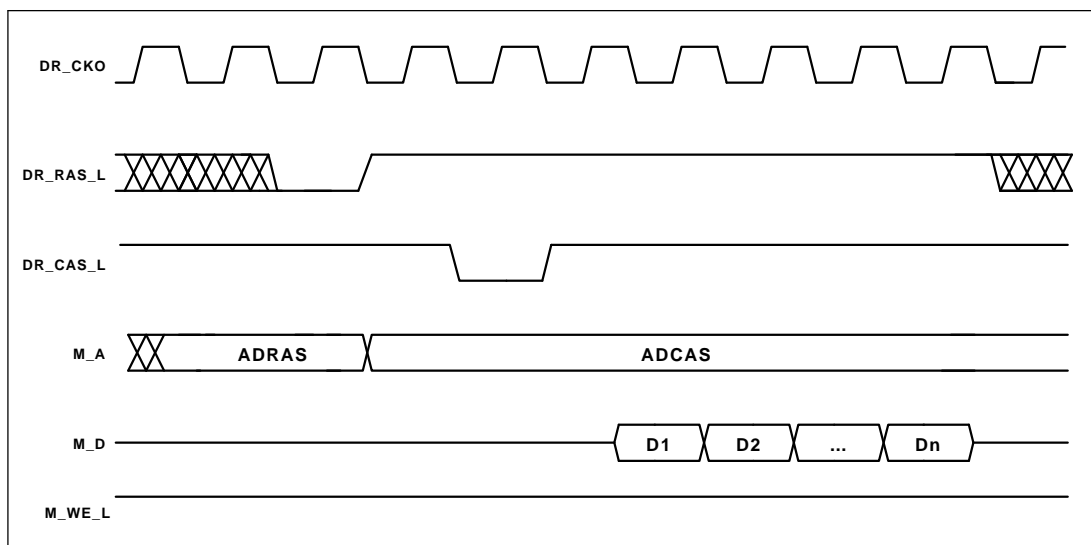 DR_CKO
DR_RAS_L
DR_CAS_L
M_A ADRAS ADCAS
M_D D1 D2 ... Dn
M_WE_L